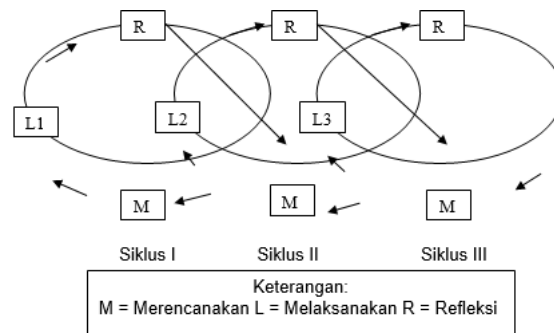 R R R
L1 L2 L3
M M M
Siklus I Siklus II Siklus III
Keterangan:
M = Merencanakan L = Melaksanakan R = Refleksi